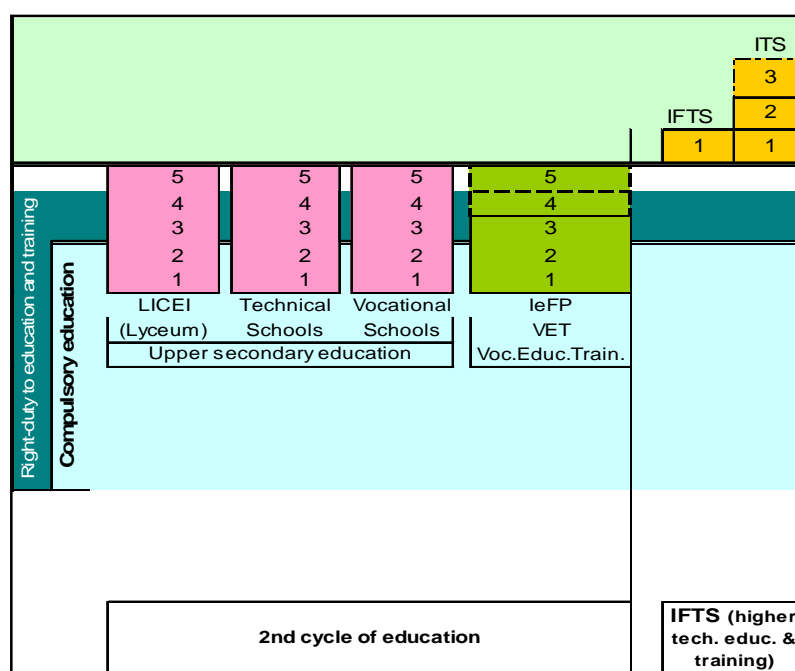 ITS
3
IFTS
2
1
1
5
5
5
5
4
4
4
4
3
3
3
3
2
2
2
2
1
1
1
1
Right-duty to education and training
Compulsory education
LICEI
(Lyceum)
Technical
Schools
Vocational
Schools
IeFP
VET
Upper secondary education
Voc.Educ.Train.
2nd cycle of education
IFTS (higher
tech. educ. &
training)